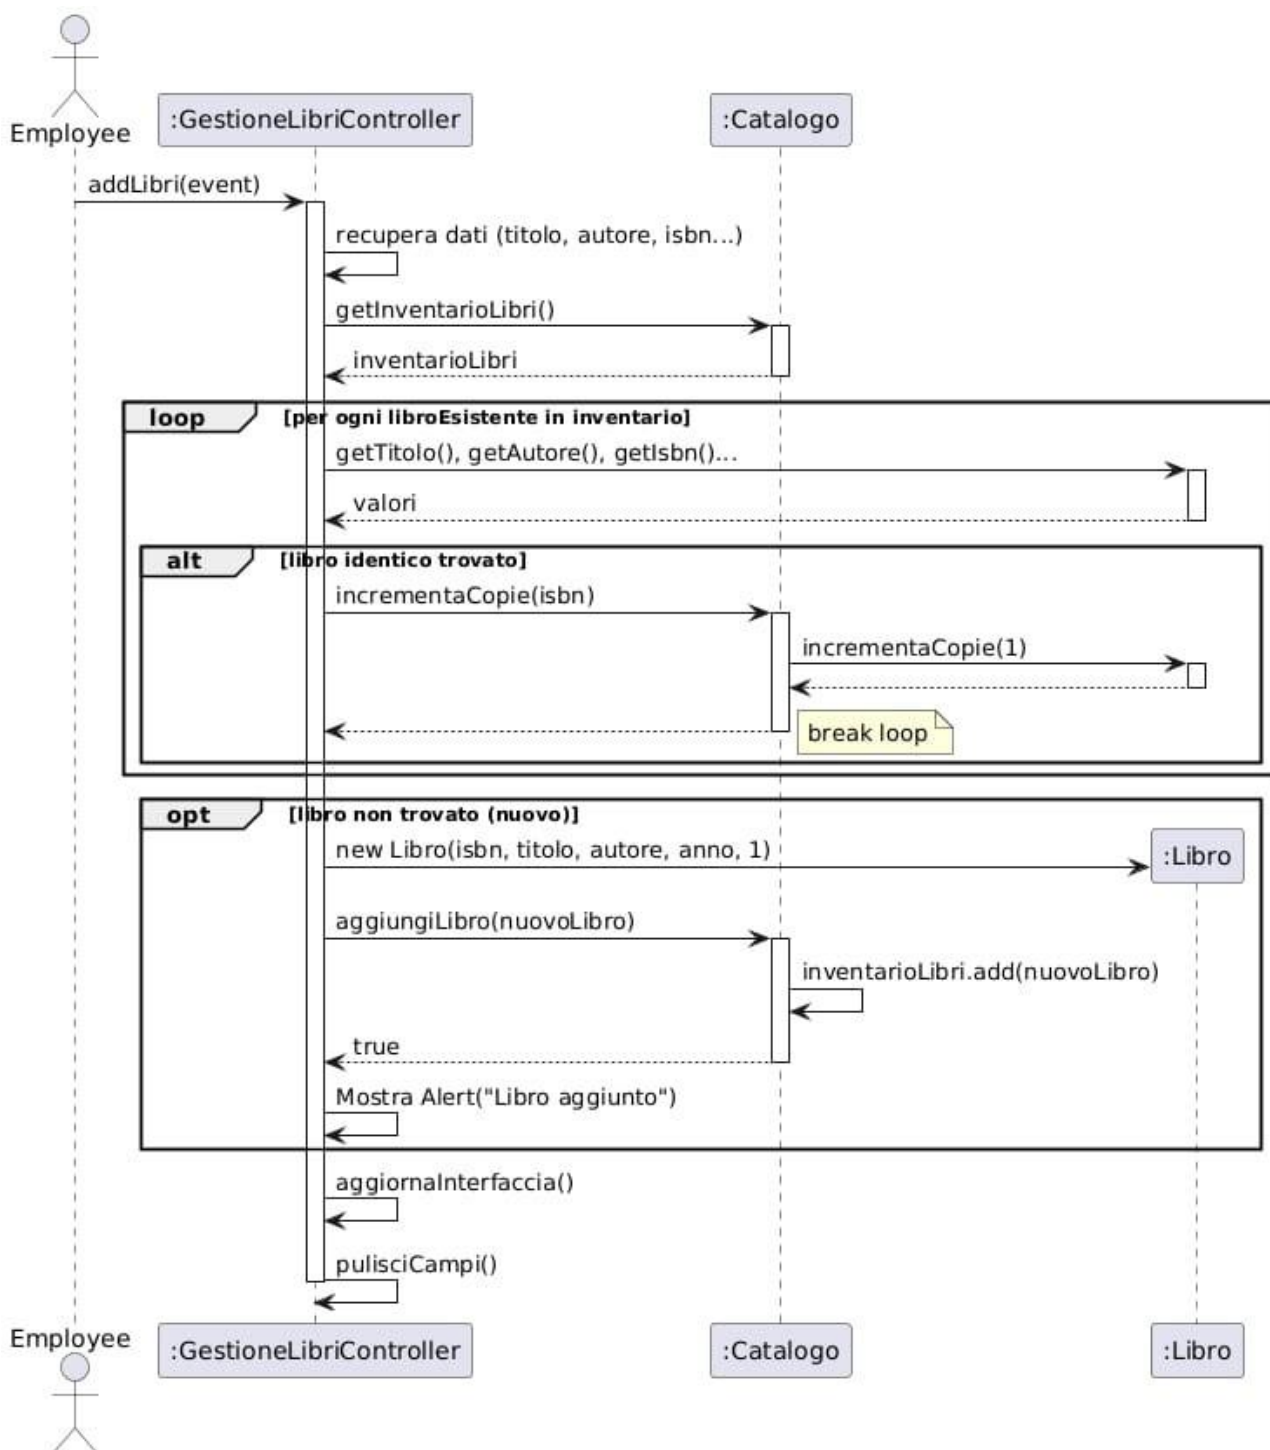 :GestioneLibriController
:Catalogo
Employee
addLibri(event)
recupera dati (titolo, autore, isbn...)
getInventarioLibri()
inventarioLibri
loop
[per ogni libroEsistente in inventario]
getTitolo(), getAutore(), getIsbn()...
valori
alt
[libro identico trovato]
incrementaCopie(isbn)
incrementaCopie(1)
break loop
opt
[libro non trovato (nuovo)]
new Libro(isbn, titolo, autore, anno, 1)
:Libro
aggiungiLibro(nuovoLibro)
inventarioLibri.add(nuovoLibro)
true
Mostra Alert("Libro aggiunto")
aggiornaInterfaccia()
pulisciCampi()
Employee
:GestioneLibriController
:Catalogo
:Libro